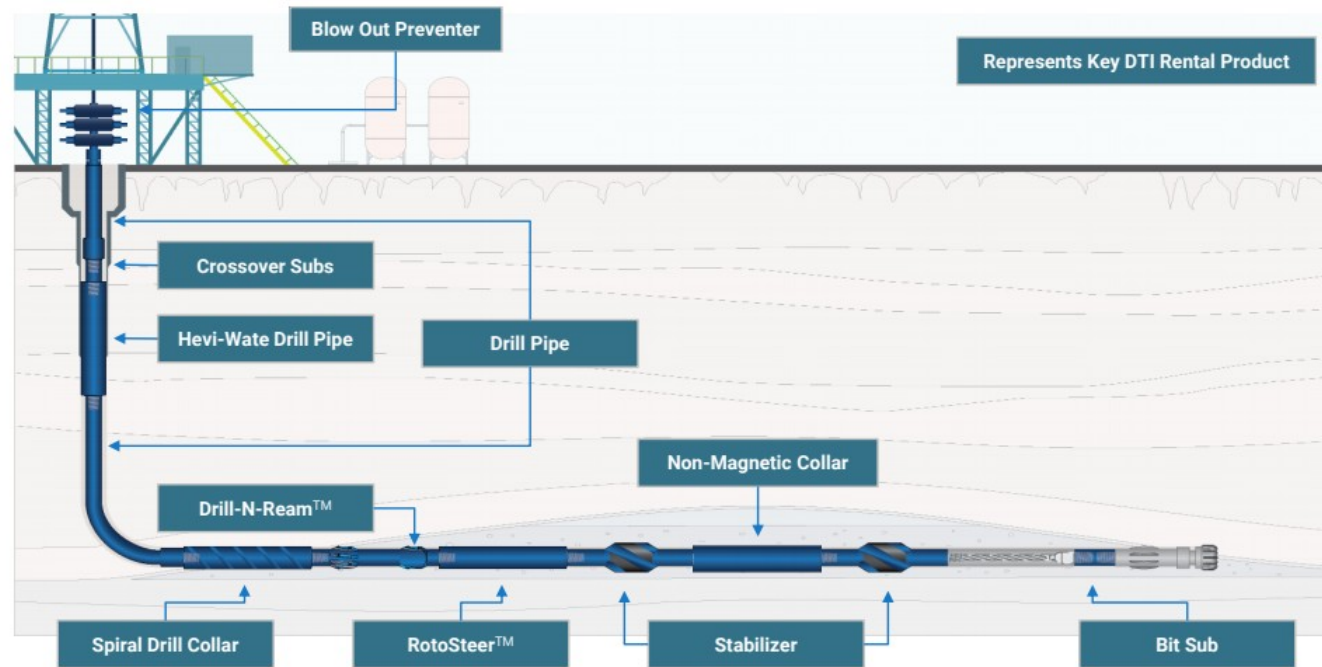 Blow Out Preventer
Represents Key DTI Rental Product
Crossover Subs
Hevi-Wate Drill Pipe
Drill Pipe
Non-Magnetic Collar
Drill-N-Ream™
Spiral Drill Collar
RotoSteer™
Stabilizer
Bit Sub